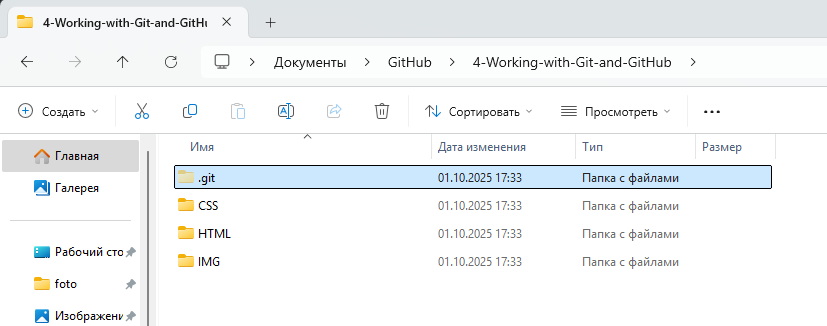 4-Working-with-Git-and-GitHu
Документы > GitHub > 4-Working-with-Git-and-GitHub >
Создать Сортировать Просмотреть ...
Имя Дата изменения Тип Размер
Главная
.git 01.10.2025 17:33 Папка с файлами
Галерея
CSS 01.10.2025 17:33 Папка с файлами
HTML 01.10.2025 17:33 Папка с файлами
Рабочий сто
IMG 01.10.2025 17:33 Папка с файлами
foto
Изображени